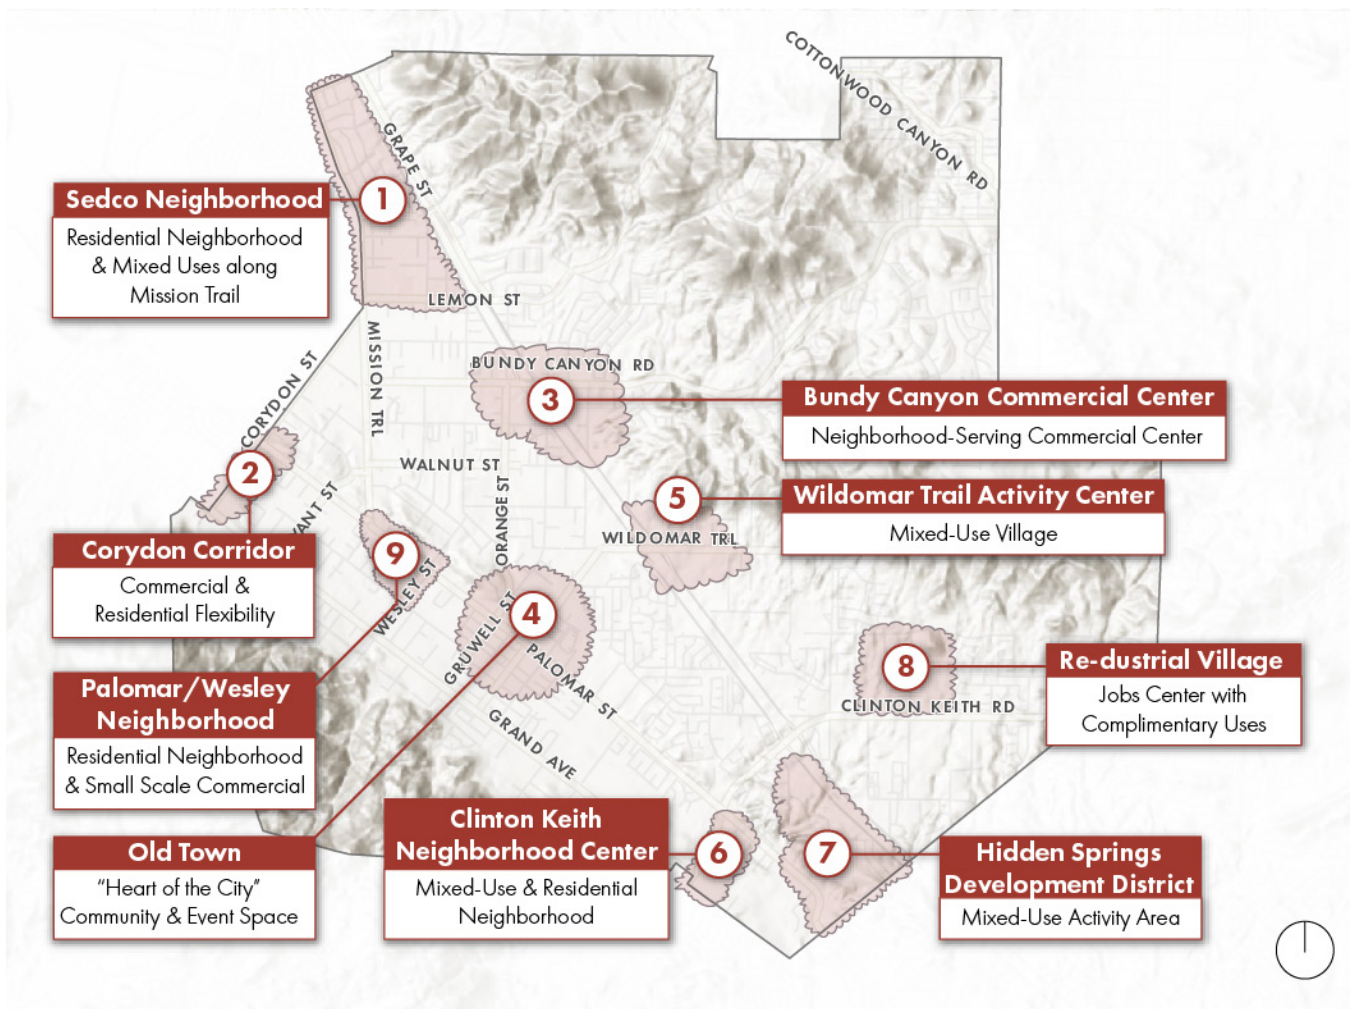 COTTONWOOD CANYON RD
GRAPE ST
1
Sedco Neighborhood
Residential Neighborhood
& Mixed Uses along
Mission Trail
LEMON ST
MISSION TRL
CORYDON ST
BUNDY CANYON RD
3
Bundy Canyon Commercial Center
Neighborhood-Serving Commercial Center
2
WALNUT ST
ORANGE ST
5
Wildomar Trail Activity Center
Mixed-Use Village
WILDOMAR TRL
VANT ST
Corydon Corridor
Commercial &
Residential Flexibility
9
WESLEY ST
4
GRUWELL ST
PALOMAR ST
8
Re-dustrial Village
Jobs Center with
Complimentary Uses
CLINTON KEITH RD
Palomar/Wesley
Neighborhood
Residential Neighborhood
& Small Scale Commercial
GRAND AVE
Old Town
“Heart of the City”
Community & Event Space
Clinton Keith
Neighborhood Center
Mixed-Use & Residential
Neighborhood
6
7
Hidden Springs
Development District
Mixed-Use Activity Area